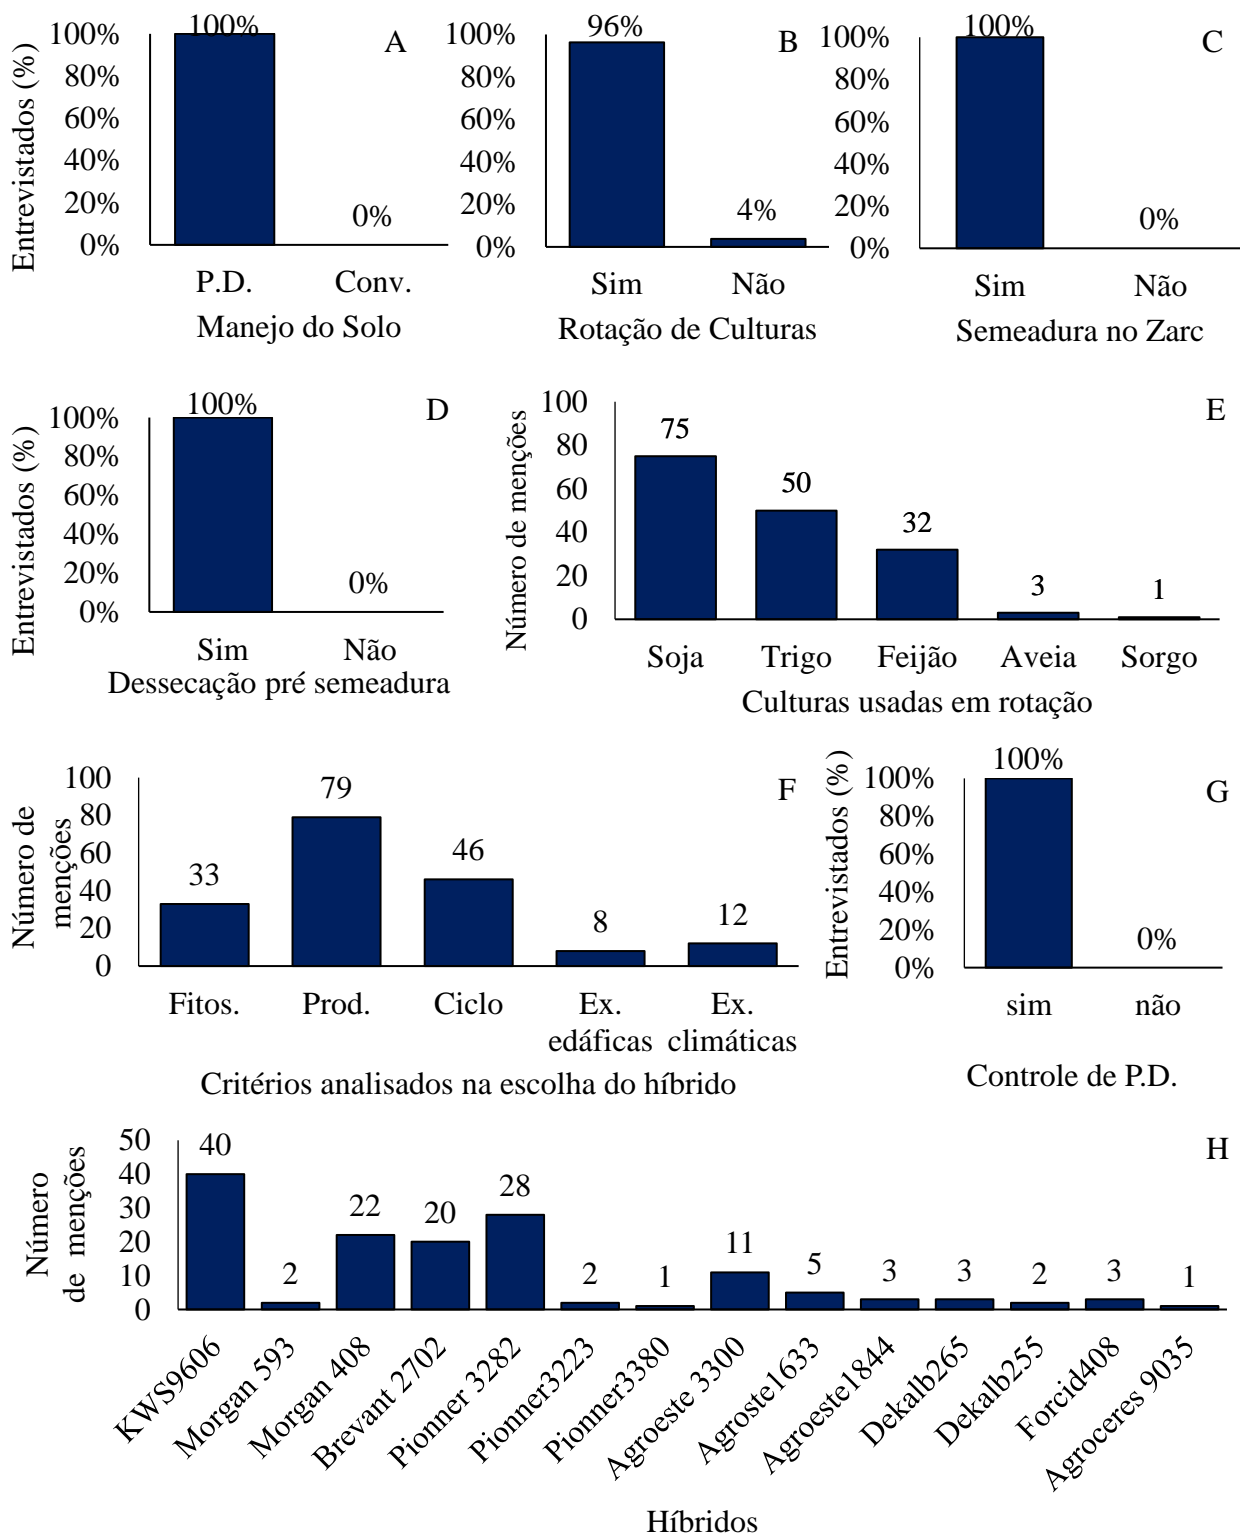 A
Entrevistados (%)
100%
80%
60%
40%
20%
0%
100%
0%
P.D.
Conv.
Manejo do Solo
B
100%
80%
60%
40%
20%
0%
96%
4%
Sim
Não
Rotação de Culturas
C
100%
80%
60%
40%
20%
0%
100%
0%
Sim
Não
Semeadura no Zarc
D
Entrevistados (%)
100%
80%
60%
40%
20%
0%
100%
0%
Sim
Não
Dessecação pré semeadura
E
Número de menções
100
80
60
40
20
0
75
50
32
3
1
Soja
Trigo
Feijão
Aveia
Sorgo
Culturas usadas em rotação
F
Número de
menções
100
80
60
40
20
0
33
79
46
8
12
Fitos.
Prod.
Ciclo
Ex.
edáficas
Ex.
climáticas
Critérios analisados na escolha do híbrido
G
Entrevistados (%)
100%
80%
60%
40%
20%
0%
100%
0%
sim
não
Controle de P.D.
H
Número
de menções
50
40
30
20
10
0
40
2
22
20
28
2
1
11
5
3
3
2
3
1
KWS9606
Morgan 593
Morgan 408
Brevant 2702
Pionner 3282
Pionner3223
Pionner3380
Agroeste 3300
Agroste1633
Agroeste1844
Dekalb265
Dekalb255
Forcid408
Agroceres 9035
Híbridos